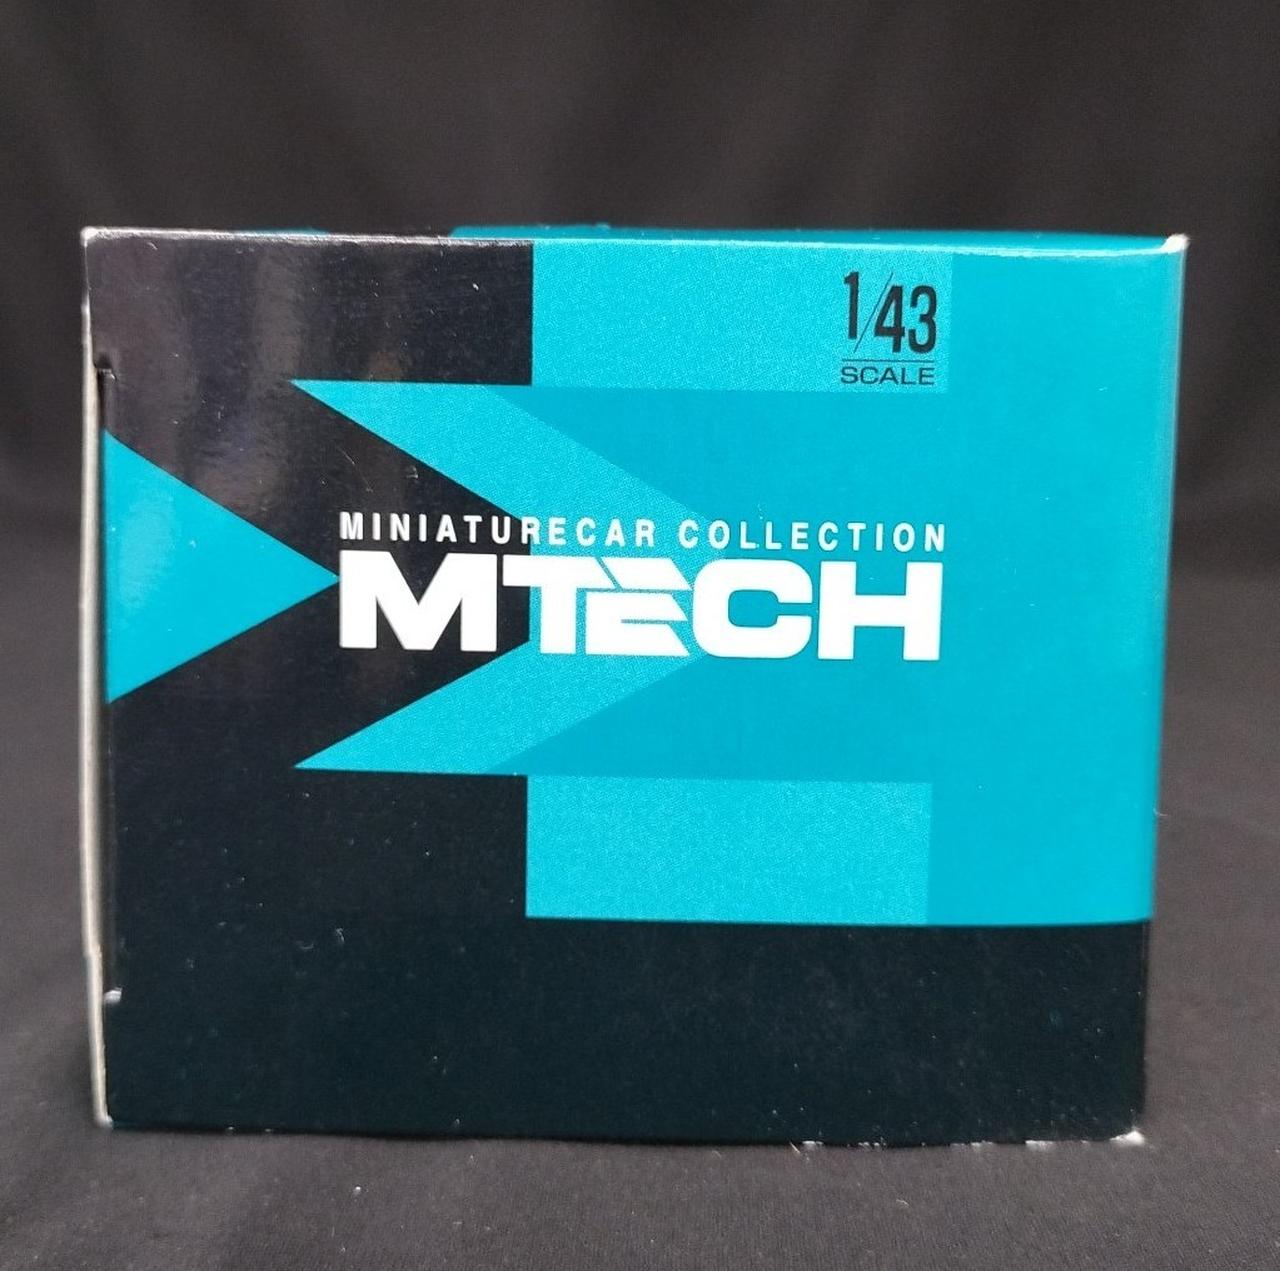 1/43
SCALE
MINIATURECAR COLLECTION
MTECH